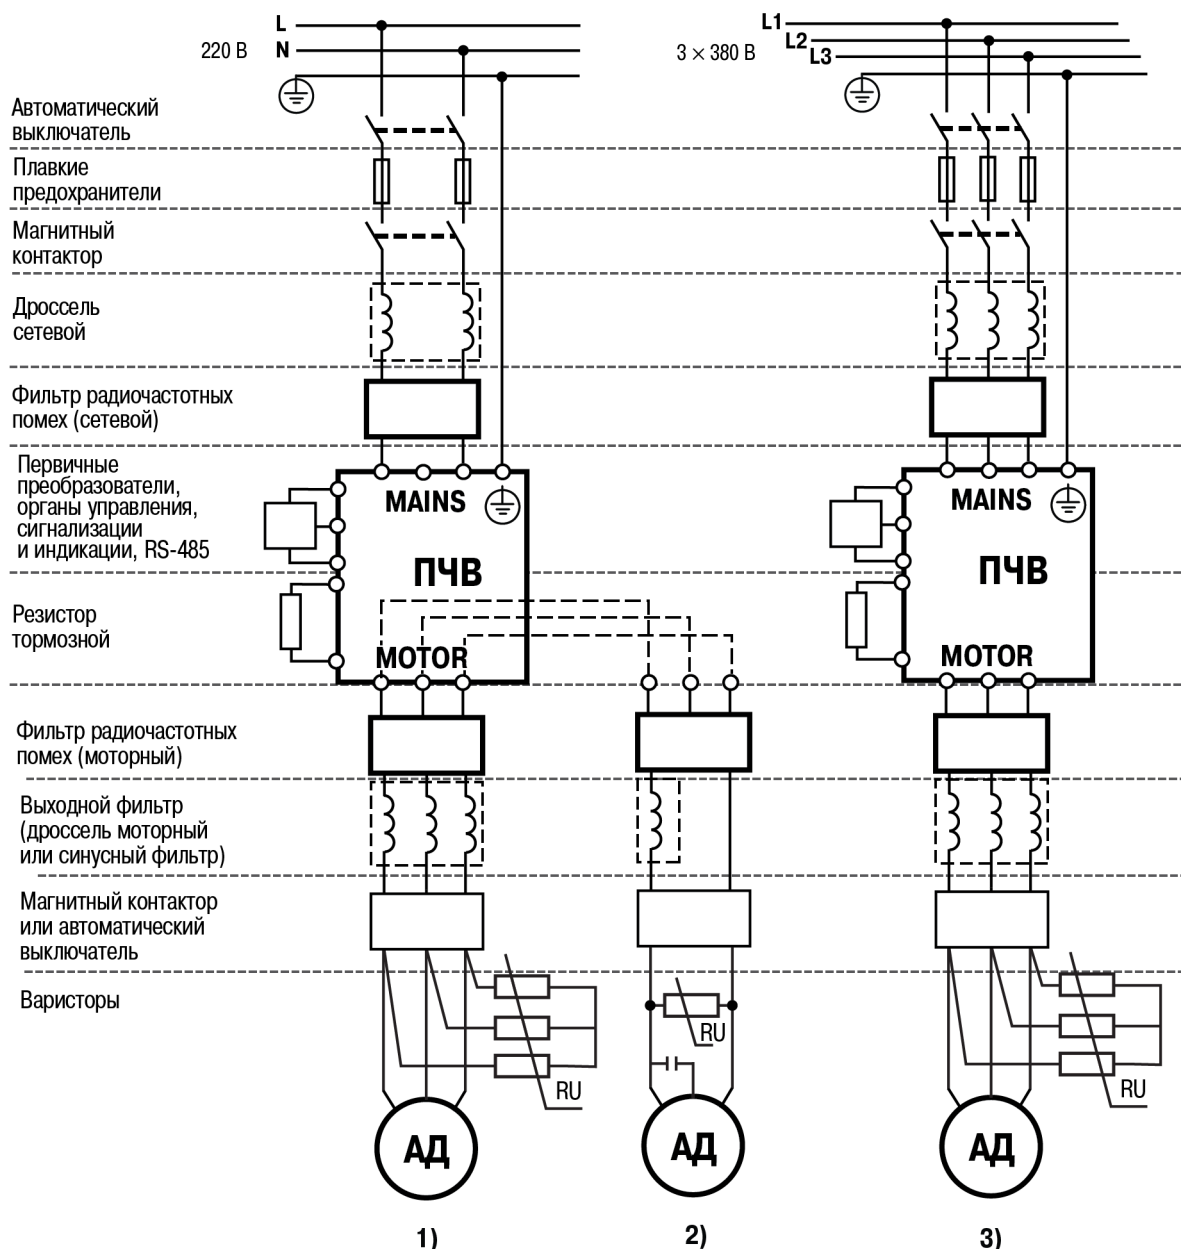 L
220 В
N
L1
L2
3 × 380 В
L3
Автоматический
выключатель
Плавкие
предохранители
Магнитный
контактор
Дроссель
сетевой
Фильтр радиочастотных
помех (сетевой)
Первичные
преобразователи,
органы управления,
сигнализации
и индикации, RS-485
MAINS
ПЧВ
MOTOR
MAINS
ПЧВ
MOTOR
Резистор
тормозной
Фильтр радиочастотных
помех (моторный)
Выходной фильтр
(дроссель моторный
или синусный фильтр)
Магнитный контактор
или автоматический
выключатель
Варисторы
RU
RU
RU
АД
АД
АД
1)
2)
3)